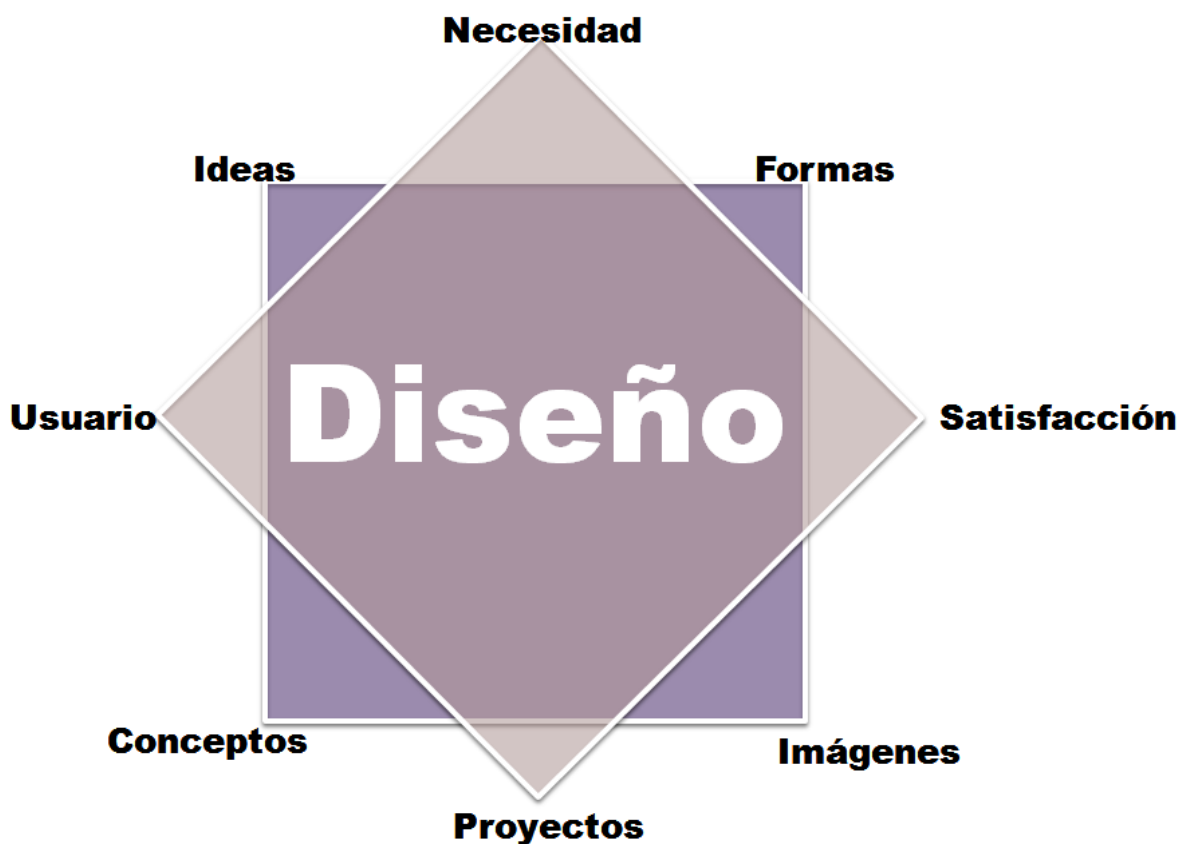 Necesidad
Ideas
Formas
Diseño
Usuario
Satisfacción
Conceptos
Imágenes
Proyectos